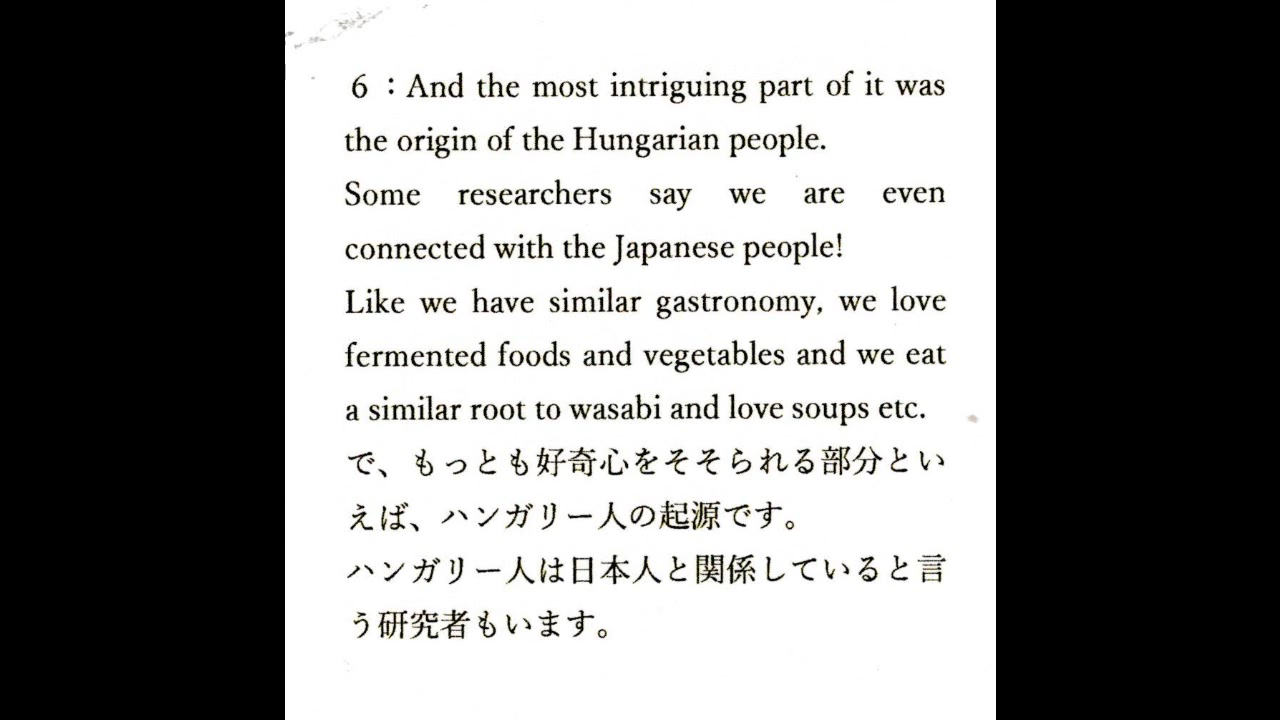 6：And the most intriguing part of it was
the origin of the Hungarian people.
Some researchers say we are even
connected with the Japanese people!
Like we have similar gastronomy, we love
fermented foods and vegetables and we eat
a similar root to wasabi and love soups etc.
で、もっとも好奇心をそそられる部分とい
えば、ハンガリー人の起源です。
ハンガリー人は日本人と関係していると言
う研究者もいます。